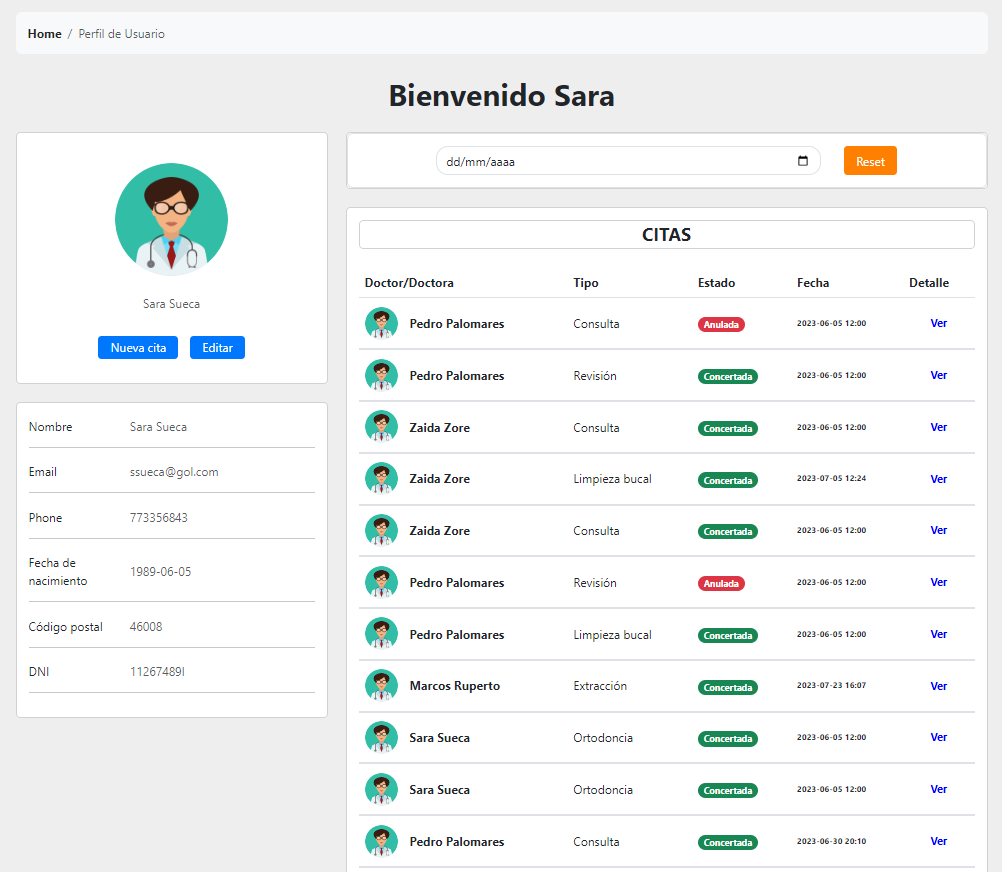 Home / Perfil de Usuario
Bienvenido Sara
Sara Sueca
Nueva cita Editar
Nombre Sara Sueca
Email ssueca@gol.com
Phone 773356843
Fecha de
nacimiento 1989-06-05
Código postal 46008
DNI 11267489l
dd/mm/aaaa Reset
CITAS
Doctor/Doctora Tipo Estado Fecha Detalle
Pedro Palomares Consulta Anulada 2023-06-05 12:00 Ver
Pedro Palomares Revisión Concertada 2023-06-05 12:00 Ver
Zaida Zore Consulta Concertada 2023-06-05 12:00 Ver
Zaida Zore Limpieza bucal Concertada 2023-07-05 12:24 Ver
Zaida Zore Consulta Concertada 2023-06-05 12:00 Ver
Pedro Palomares Revisión Anulada 2023-06-05 12:00 Ver
Pedro Palomares Limpieza bucal Concertada 2023-06-05 12:00 Ver
Marcos Ruperto Extracción Concertada 2023-07-23 16:07 Ver
Sara Sueca Ortodoncia Concertada 2023-06-05 12:00 Ver
Sara Sueca Ortodoncia Concertada 2023-06-05 12:00 Ver
Pedro Palomares Consulta Concertada 2023-06-30 20:10 Ver